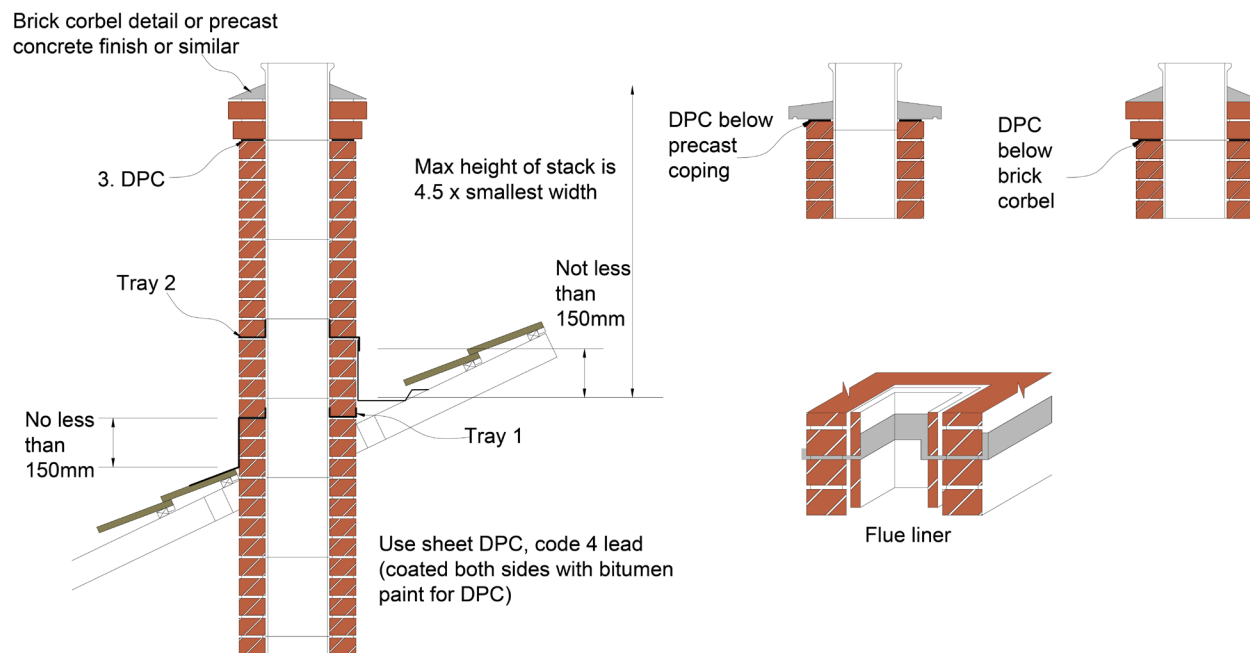 Brick corbel detail or precast
concrete finish or similar
3. DPC
Max height of stack is
4.5 x smallest width
Tray 2
Not less
than
150mm
No less
than
150mm
Tray 1
Use sheet DPC, code 4 lead
(coated both sides with bitumen
paint for DPC)
DPC below
precast
coping
DPC
below
brick
corbel
Flue liner